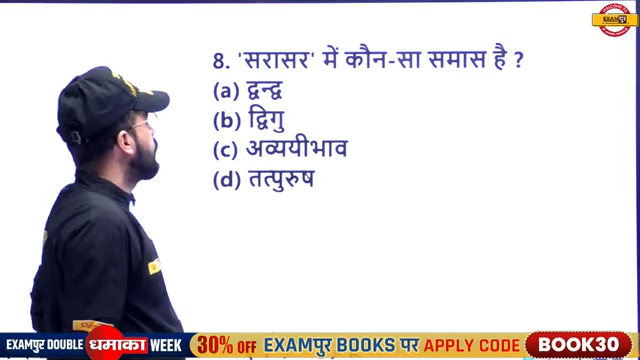 8. 'सरासर' में कौन-सा समास है ?
(a) द्वन्द्व
(b) द्विगु
(c) अव्ययीभाव
(d) तत्पुरुष
EXAMPUR DOUBLE धमाका WEEK 30% OFF EXAMपुर BOOKS पर APPLY CODE BOOK30